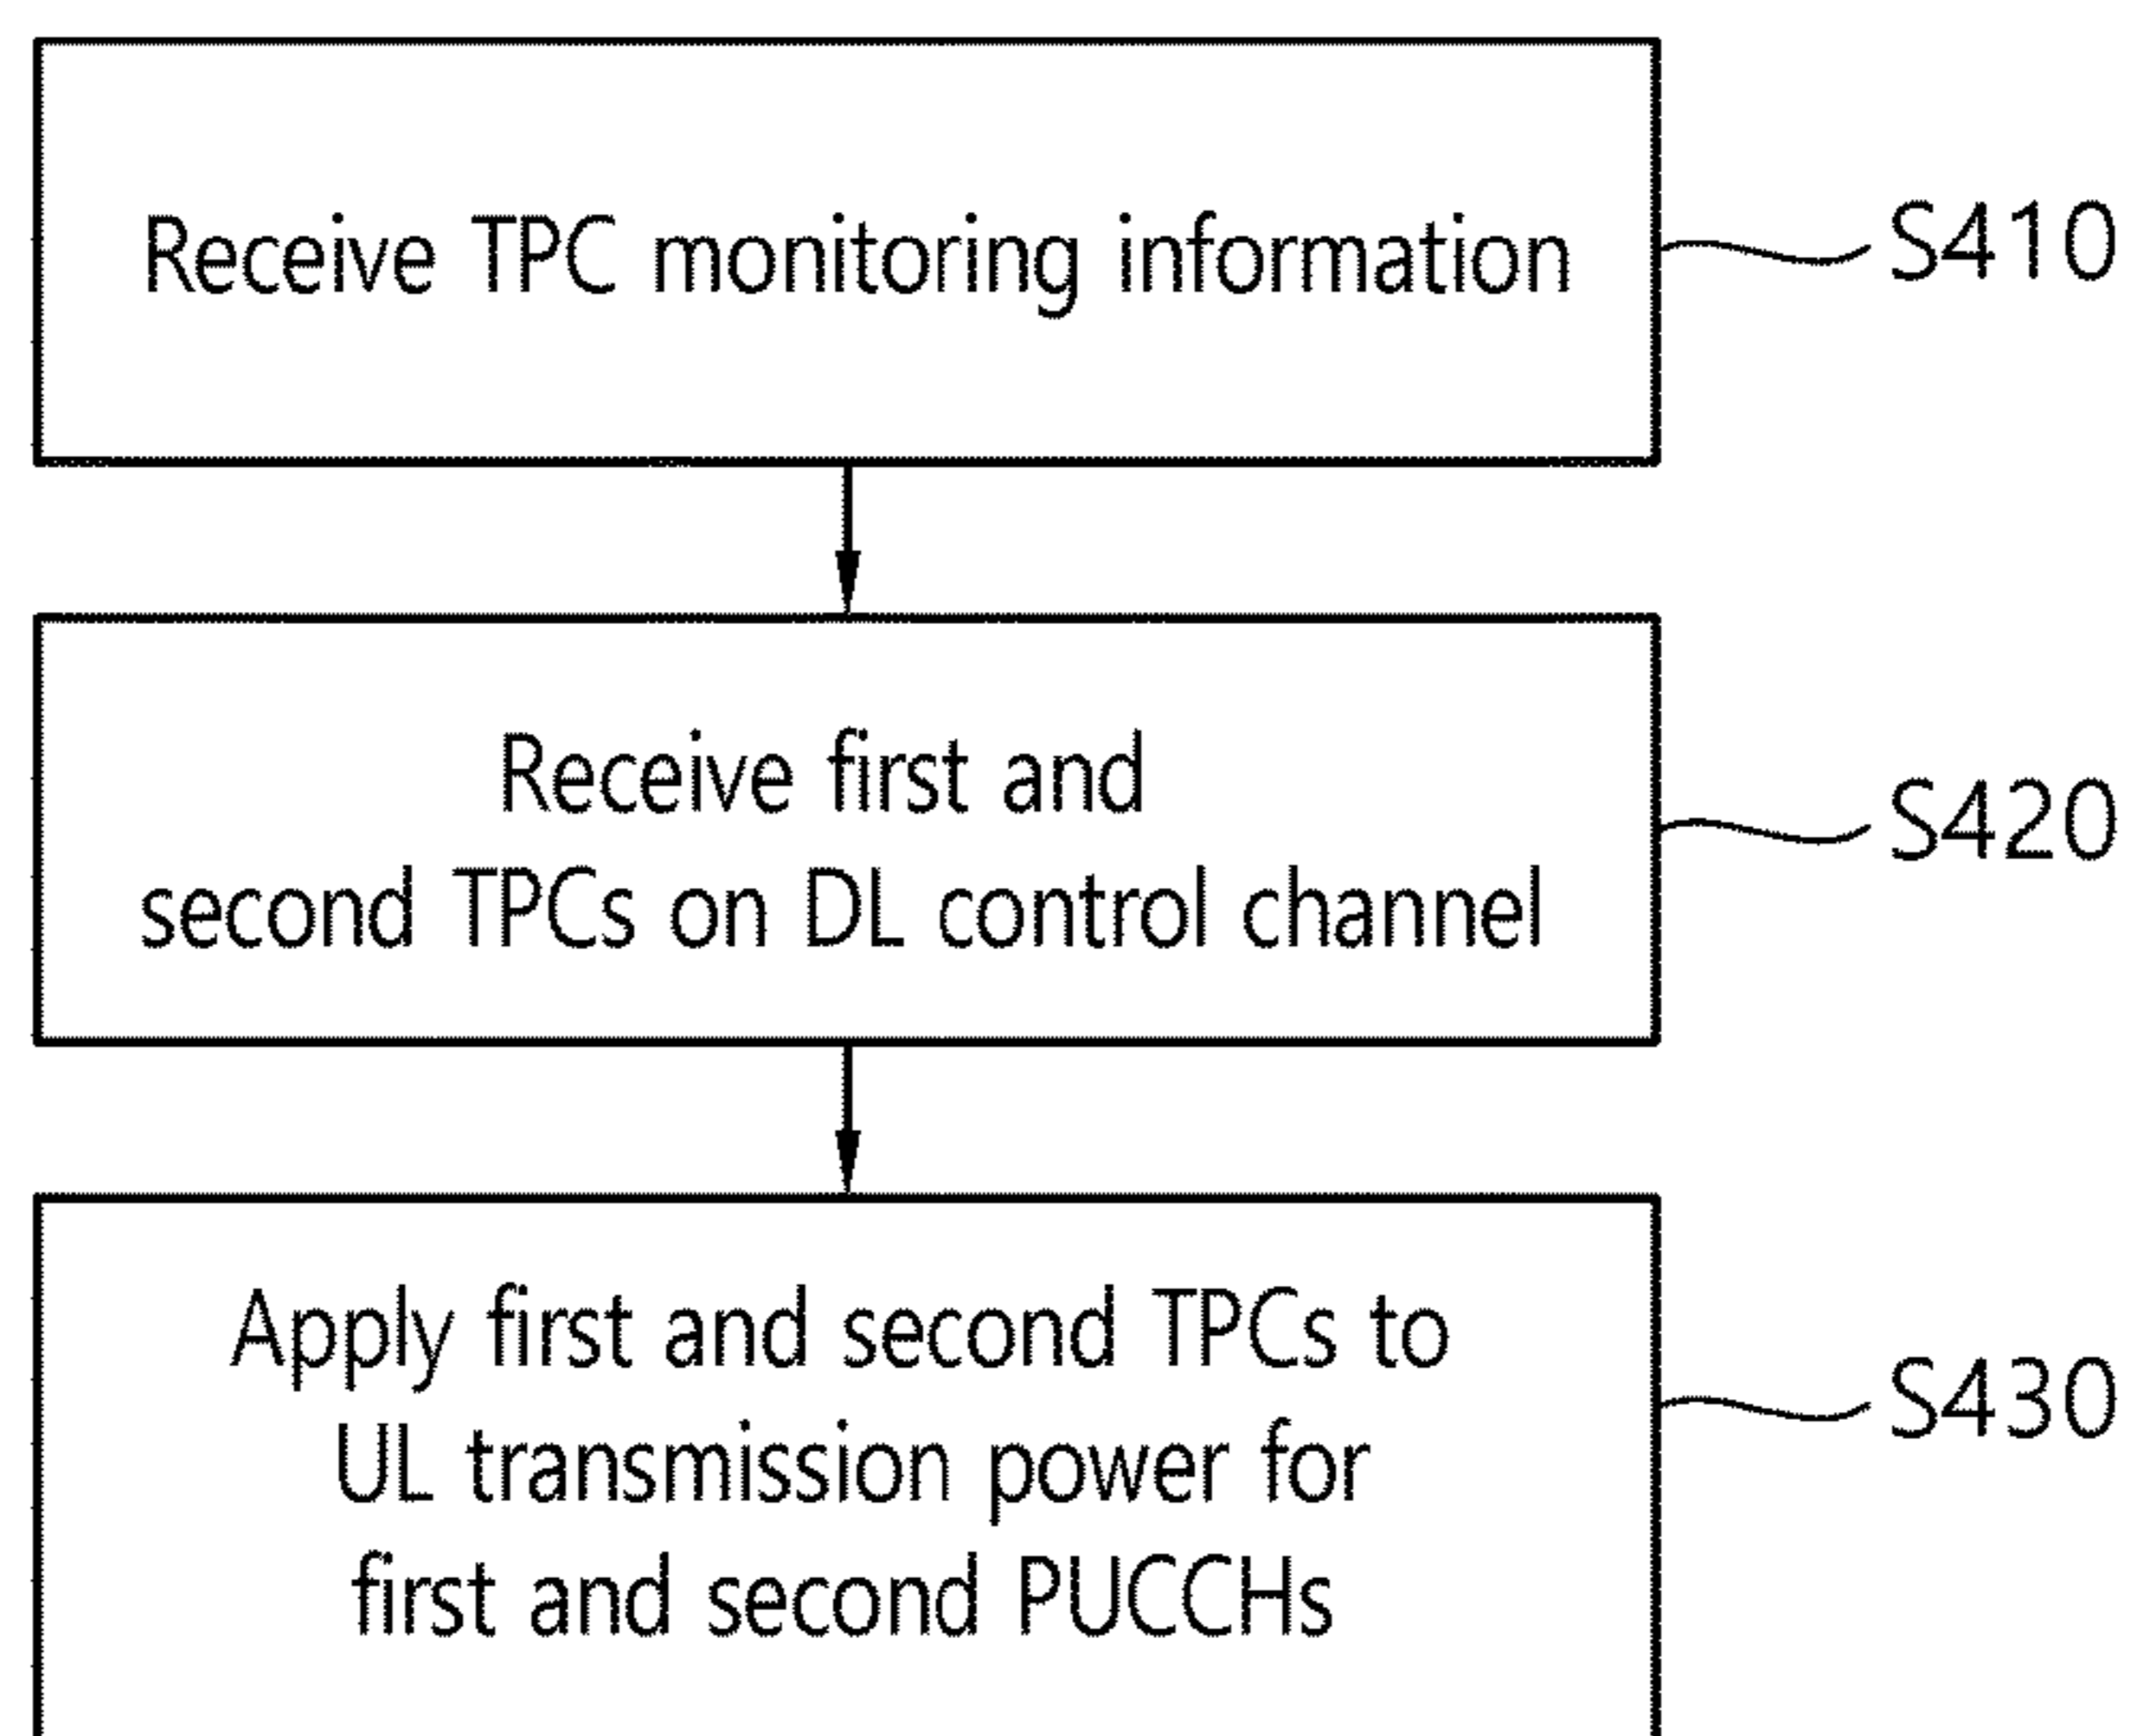 Receive TPC monitoring information
S410
Receive first and
second TPCs on DL control channel
S420
Apply first and second TPCs to
UL transmission power for
first and second PUCCHs
S430